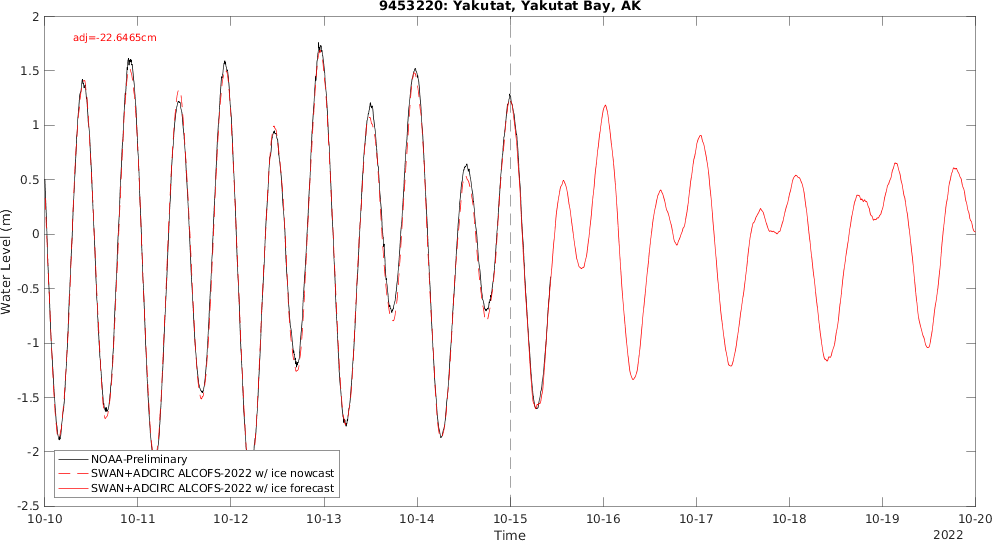 9453220: Yakutat, Yakutat Bay, AK
adj=-22.6465cm
Water Level (m)
2
1.5
1
0.5
0
-0.5
-1
-1.5
-2
-2.5
NOAA-Preliminary
SWAN+ADCIRC ALCOFS-2022 w/ ice nowcast
SWAN+ADCIRC ALCOFS-2022 w/ ice forecast
10-10 10-11 10-12 10-13 10-14 10-15 10-16 10-17 10-18 10-19 10-20
Time
2022